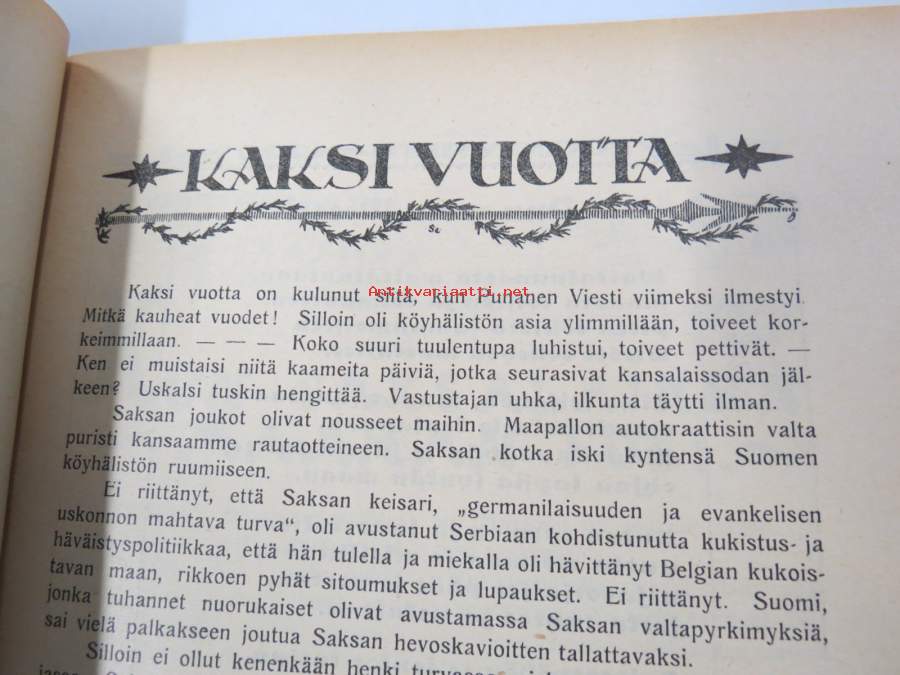 KAKSI VUOTTA
Se
Antikvariaatti.net
Kaksi vuotta on kulunut siitä, kun Punanen Viesti viimeksi ilmestyi.
Mitkä kauheat vuodet! Silloin oli köyhälistön asia ylimmillään, toiveet kor-
keimmillaan. — — — Koko suuri tuulentupa luhistui, toiveet pettivät. —
Ken ei muistaisi niitä kaameita päiviä, jotka seurasivat kansalaissodan jäl-
keen? Uskalsi tuskin hengittää. Vastustajan uhka, ilkunta täytti ilman.
Saksan joukot olivat nousseet maihin. Maapallon autokraattisin valta
puristi kansaamme rautaotteineen. Saksan kotka iski kyntensä Suomen
köyhälistön ruumiiseen.
Ei riittänyt, että Saksan keisari, „germanilaisuuden ja evankelisen
uskonnon mahtava turva“, oli avustanut Serbiaan kohdistunutta kukistus- ja
häväistyspolitiikkaa, että hän tulella ja miekalla oli hävittänyt Belgian kukois-
tavan maan, rikkoen pyhät sitoumukset ja lupaukset. Ei riittänyt. Suomi,
jonka tuhannet nuorukaiset olivat avustamassa Saksan valtapyrkimyksiä,
sai vielä palkakseen joutua Saksan hevoskavioitten tallattavaksi.
Silloin ei ollut kenenkään henki